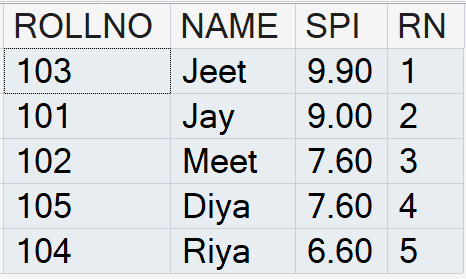 ROLLNO NAME SPI RN
103 Jeet 9.90 1
101 Jay 9.00 2
102 Meet 7.60 3
105 Diya 7.60 4
104 Riya 6.60 5